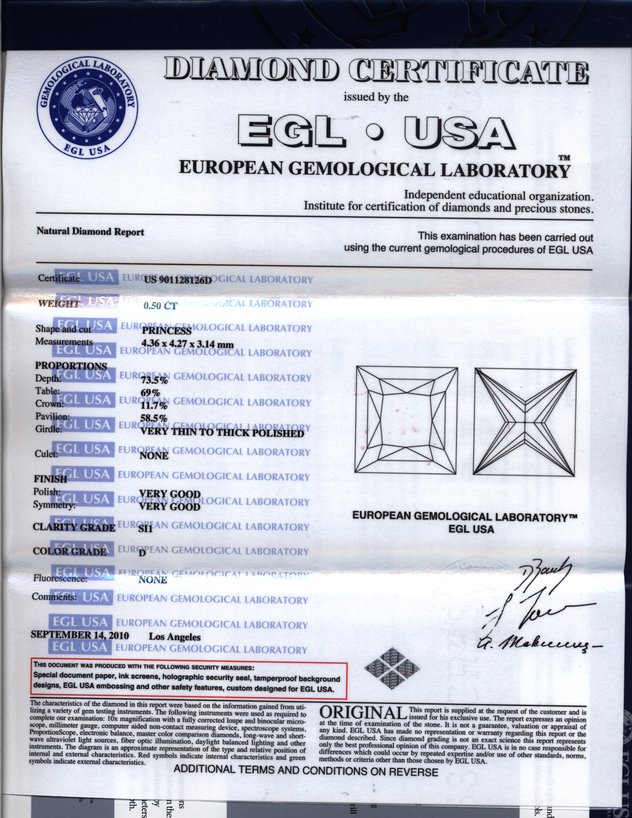 DIAMOND CERTIFICATE
issued by the
GEMOLOGICAL LABORATORY
EGL USA
EGL • USA
EUROPEAN GEMOLOGICAL LABORATORY™
Independent educational organization.
Institute for certification of diamonds and precious stones.
Natural Diamond Report
This examination has been carried out
using the current gemological procedures of EGL USA
Certificate US 901128126D
WEIGHT 0.50 CT
Shape and cut PRINCESS
Measurements 4.36 x 4.27 x 3.14 mm
PROPORTIONS
Depth: 73.5%
Table: 69%
Crown: 11.7%
Pavilion: 58.5%
Girdle: VERY THIN TO THICK POLISHED
Culet: NONE
FINISH
Polish: VERY GOOD
Symmetry: VERY GOOD
CLARITY GRADE SI1
COLOR GRADE D
Fluorescence: NONE
Comments:
EGL USA EUROPEAN GEMOLOGICAL LABORATORY
EUROPEAN GEMOLOGICAL LABORATORY™
EGL USA
SEPTEMBER 14, 2010 Los Angeles
EGL USA EUROPEAN GEMOLOGICAL LABORATORY
THIS DOCUMENT WAS PRODUCED WITH THE FOLLOWING SECURITY MEASURES:
Special document paper, ink screens, holographic security seal, tamperproof background
designs, EGL USA embossing and other safety features, custom designed for EGL USA.
The characteristics of the diamond in this report were based on the information gained from uti-
lizing a variety of gem testing instruments. The following instruments were used as required to
complete our examination: 10x magnification with a fully corrected loupe and binocular micro-
scope, millimeter gauge, computer aided non-contact measuring device, spectroscope systems,
ProportionScope, electronic balance, master color comparison diamonds, long-wave and short-
wave ultraviolet light sources, fiber optic illumination, daylight balanced lighting and other
instruments. The diagram is an approximate representation of the type and relative position of
internal and external characteristics. Red symbols indicate internal characteristics and green
symbols indicate external characteristics.
ORIGINAL This report is supplied at the request of the customer and is
issued for his exclusive use. The report expresses an opinion
at the time of examination of the stone. It is not a guarantee, valuation or appraisal of
any kind. EGL USA has made no representation or warranty regarding this report or the
diamond described. Since diamond grading is not an exact science this report represents
only the best professional opinion of this company. EGL USA is in no case responsible for
differences which could occur by repeated expertise and/or use of other standards, norms,
methods or criteria other than those chosen by EGL USA.
ADDITIONAL TERMS AND CONDITIONS ON REVERSE